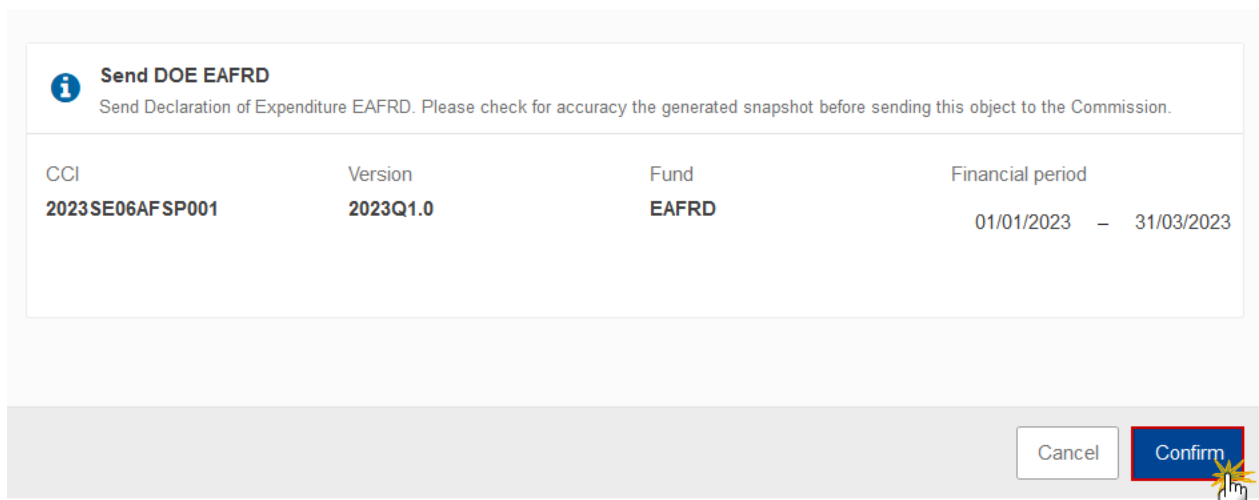 Send DOE EAFRD
Send Declaration of Expenditure EAFRD. Please check for accuracy the generated snapshot before sending this object to the Commission.
CCI Version Fund Financial period
2023SE06AFSP001 2023Q1.0 EAFRD 01/01/2023 – 31/03/2023
Cancel Confirm